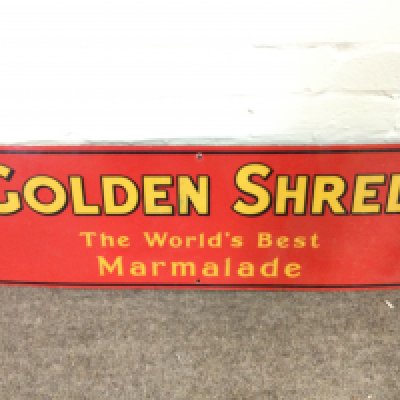 GOLDEN SHRED
The World's Best
Marmalade